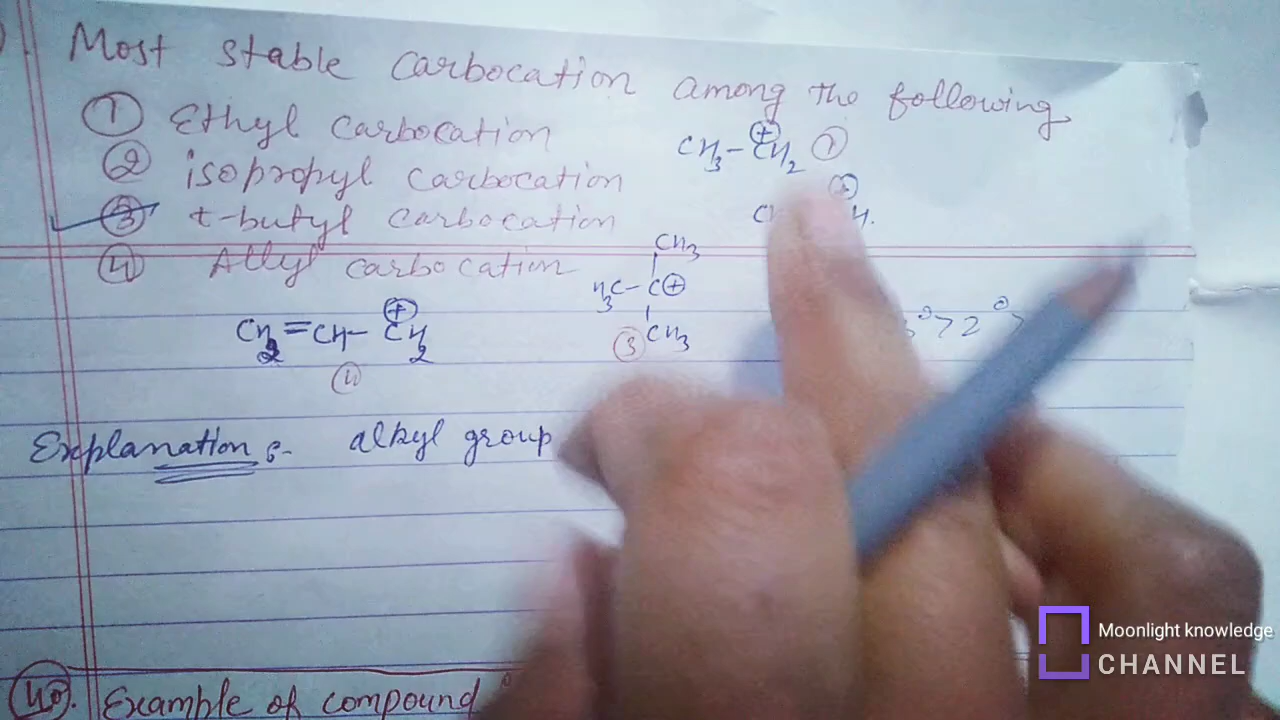 Most stable carbocation among the following
① Ethyl carbocation
CH3-CH2 ①
⊕
② isopropyl carbocation
③ t-butyl carbocation
④ Allyl carbocation
CH3
H3C-C⊕
CH3
③
CH2=CH-CH2
⊕
④
> 2° >
Explanation :- alkyl group
40. Example of compound
Moonlight knowledge
CHANNEL